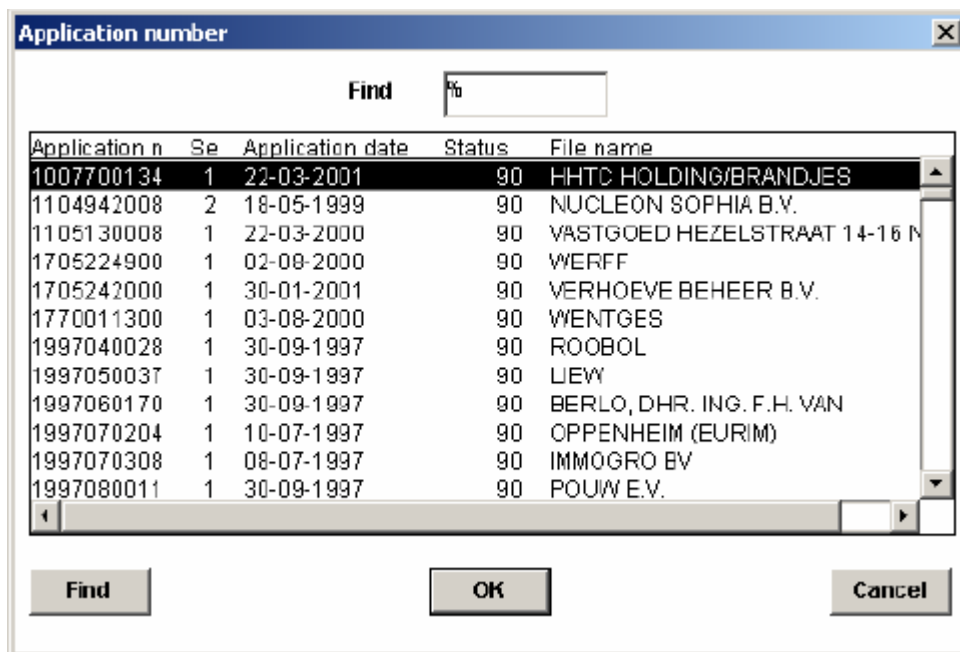 Application number
Find %
Application n Se Application date Status File name
1007700134 1 22-03-2001 90 HHTC HOLDING/BRANDJES
1104942008 2 18-05-1999 90 NUCLEON SOPHIA B.V.
1105130008 1 22-03-2000 90 VASTGOED HEZELSTRAAT 14-16 N
1705224900 1 02-08-2000 90 WERFF
1705242000 1 30-01-2001 90 VERHOEVE BEHEER B.V.
1770011300 1 03-08-2000 90 WENTGES
1997040028 1 30-09-1997 90 ROOBOL
1997050037 1 30-09-1997 90 LIEW
1997060170 1 30-09-1997 90 BERLO, DHR. ING. F.H. VAN
1997070204 1 10-07-1997 90 OPPENHEIM (EURIM)
1997070308 1 08-07-1997 90 IMMOGRO BV
1997080011 1 30-09-1997 90 POUW E.V.
Find OK Cancel